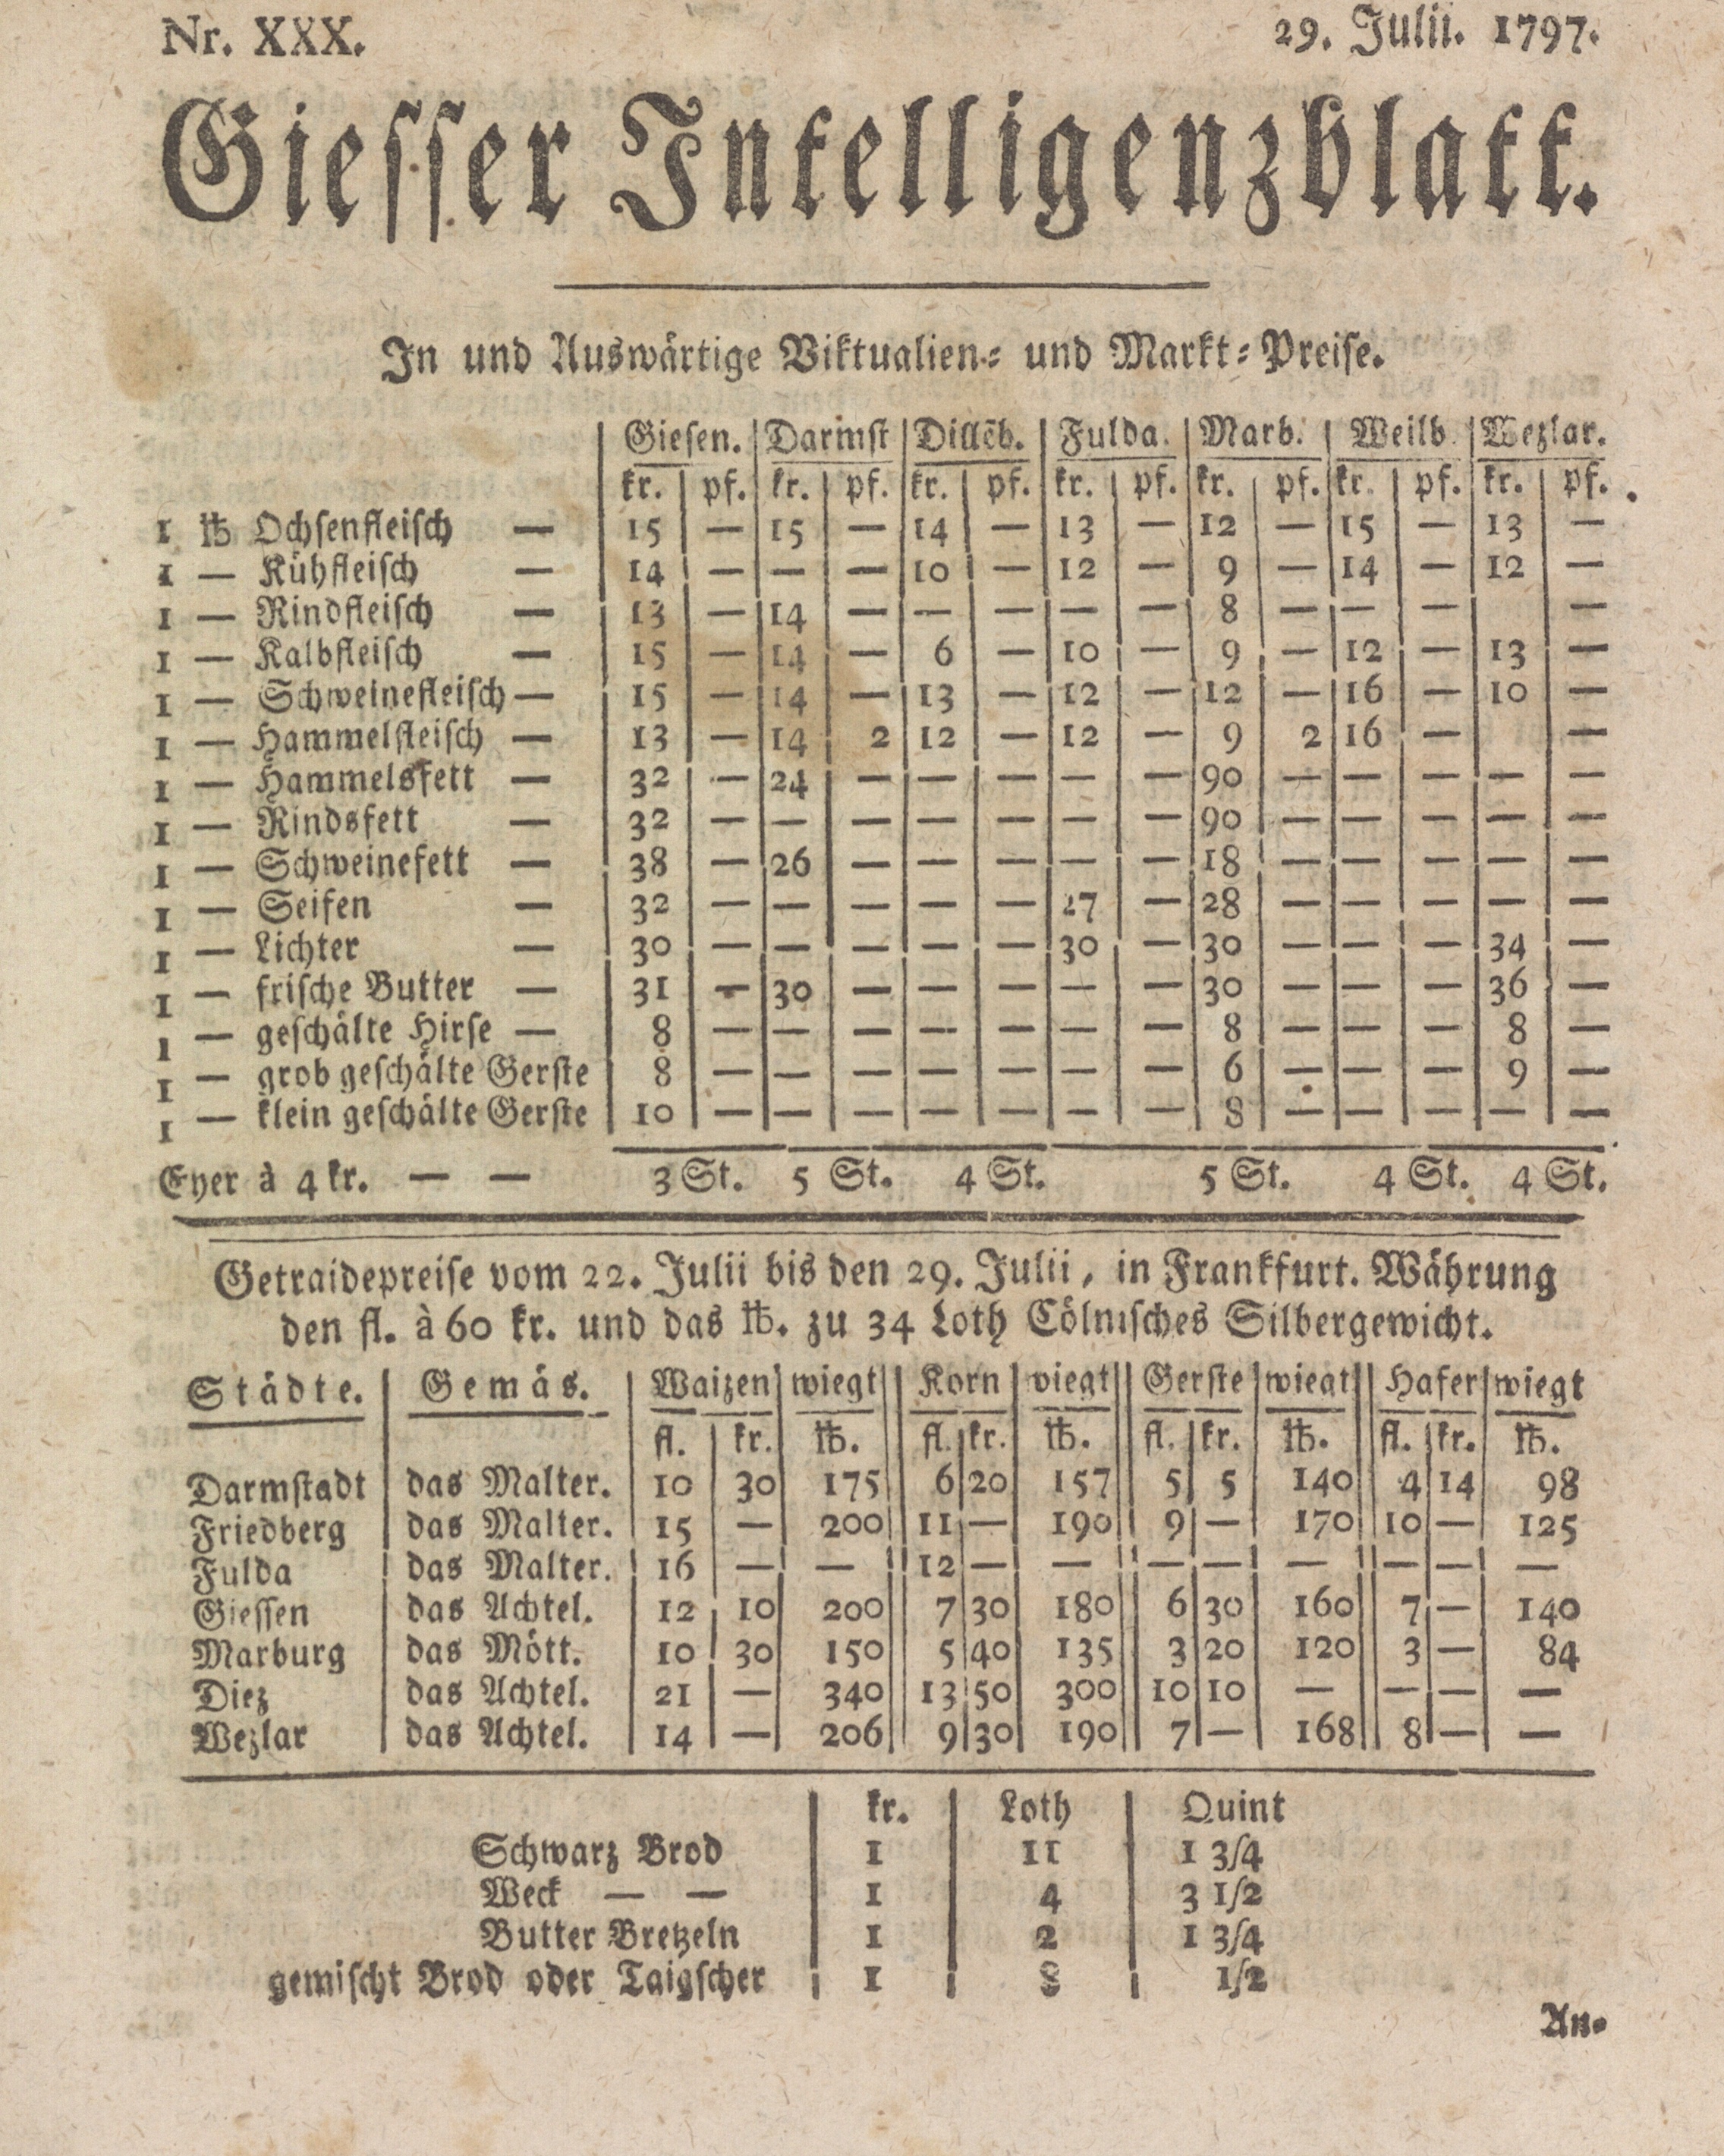 Nr. XXX. 29. Julii. 1797.
Giesser Intelligenzblatt.
In und Auswärtige Viktualien- und Markt-Preise.
Giesen. Darmst Dillēb. Fulda. Marb. Weilb. Wezlar.
kr. pf. kr. pf. kr. pf. kr. pf. kr. pf. kr. pf. kr. pf.
1 ℔ Ochsenfleisch — 15 — 15 — 14 — 13 — 12 — 15 — 13 —
1 — Kühfleisch — 14 — — — 10 — 12 — 9 — 14 — 12 —
1 — Rindfleisch — 13 — 14 — — — — — 8 — — — —
1 — Kalbfleisch — 15 — 14 — 6 — 10 — 9 — 12 — 13 —
1 — Schweinefleisch — 15 — 14 — 13 — 12 — 12 — 16 — 10 —
1 — Hammelfleisch — 13 — 14 2 12 — 12 — 9 2 16 — —
1 — Hammelsfett — 32 — 24 — — — — — 90 — — — — —
1 — Rindsfett — 32 — — — — — — — 90 — — — — —
1 — Schweinefett — 38 — 26 — — — — — 18 — — — — —
1 — Seifen — 32 — — — — — 27 — 28 — — — — —
1 — Lichter — 30 — — — — — 30 — 30 — — — 34 —
1 — frische Butter — 31 — 30 — — — — — 30 — — — 36 —
1 — geschälte Hirse — 8 — — — — — — — 8 — — — 8 —
1 — grob geschälte Gerste 8 — — — — — — — 6 — — — 9 —
1 — klein geschälte Gerste 10 — — — — — — — 8 — — — — —
Eyer à 4 kr. — — 3 St. 5 St. 4 St. 5 St. 4 St. 4 St.
Getraidepreise vom 22. Julii bis den 29. Julii, in Frankfurt. Währung
den fl. à 60 kr. und das ℔. zu 34 Loth Cölnisches Silbergewicht.
Städte. Gemäs. Waizen wiegt Korn wiegt Gerste wiegt Hafer wiegt
fl. kr. ℔. fl. kr. ℔. fl. kr. ℔. fl. kr. ℔.
Darmstadt das Malter. 10 30 175 6 20 157 5 5 140 4 14 98
Friedberg das Malter. 15 — 200 11 — 190 9 — 170 10 — 125
Fulda das Malter. 16 — — 12 — — — — — — — —
Giessen das Achtel. 12 10 200 7 30 180 6 30 160 7 — 140
Marburg das Mött. 10 30 150 5 40 135 3 20 120 3 — 84
Diez das Achtel. 21 — 340 13 50 300 10 10 — — — —
Wezlar das Achtel. 14 — 206 9 30 190 7 — 168 8 — —
kr. Loth Quint
Schwarz Brod 1 11 1 3/4
Weck — — 1 4 3 1/2
Butter Bretzeln 1 2 1 3/4
gemischt Brod oder Taigscher 1 8 1/2
An-